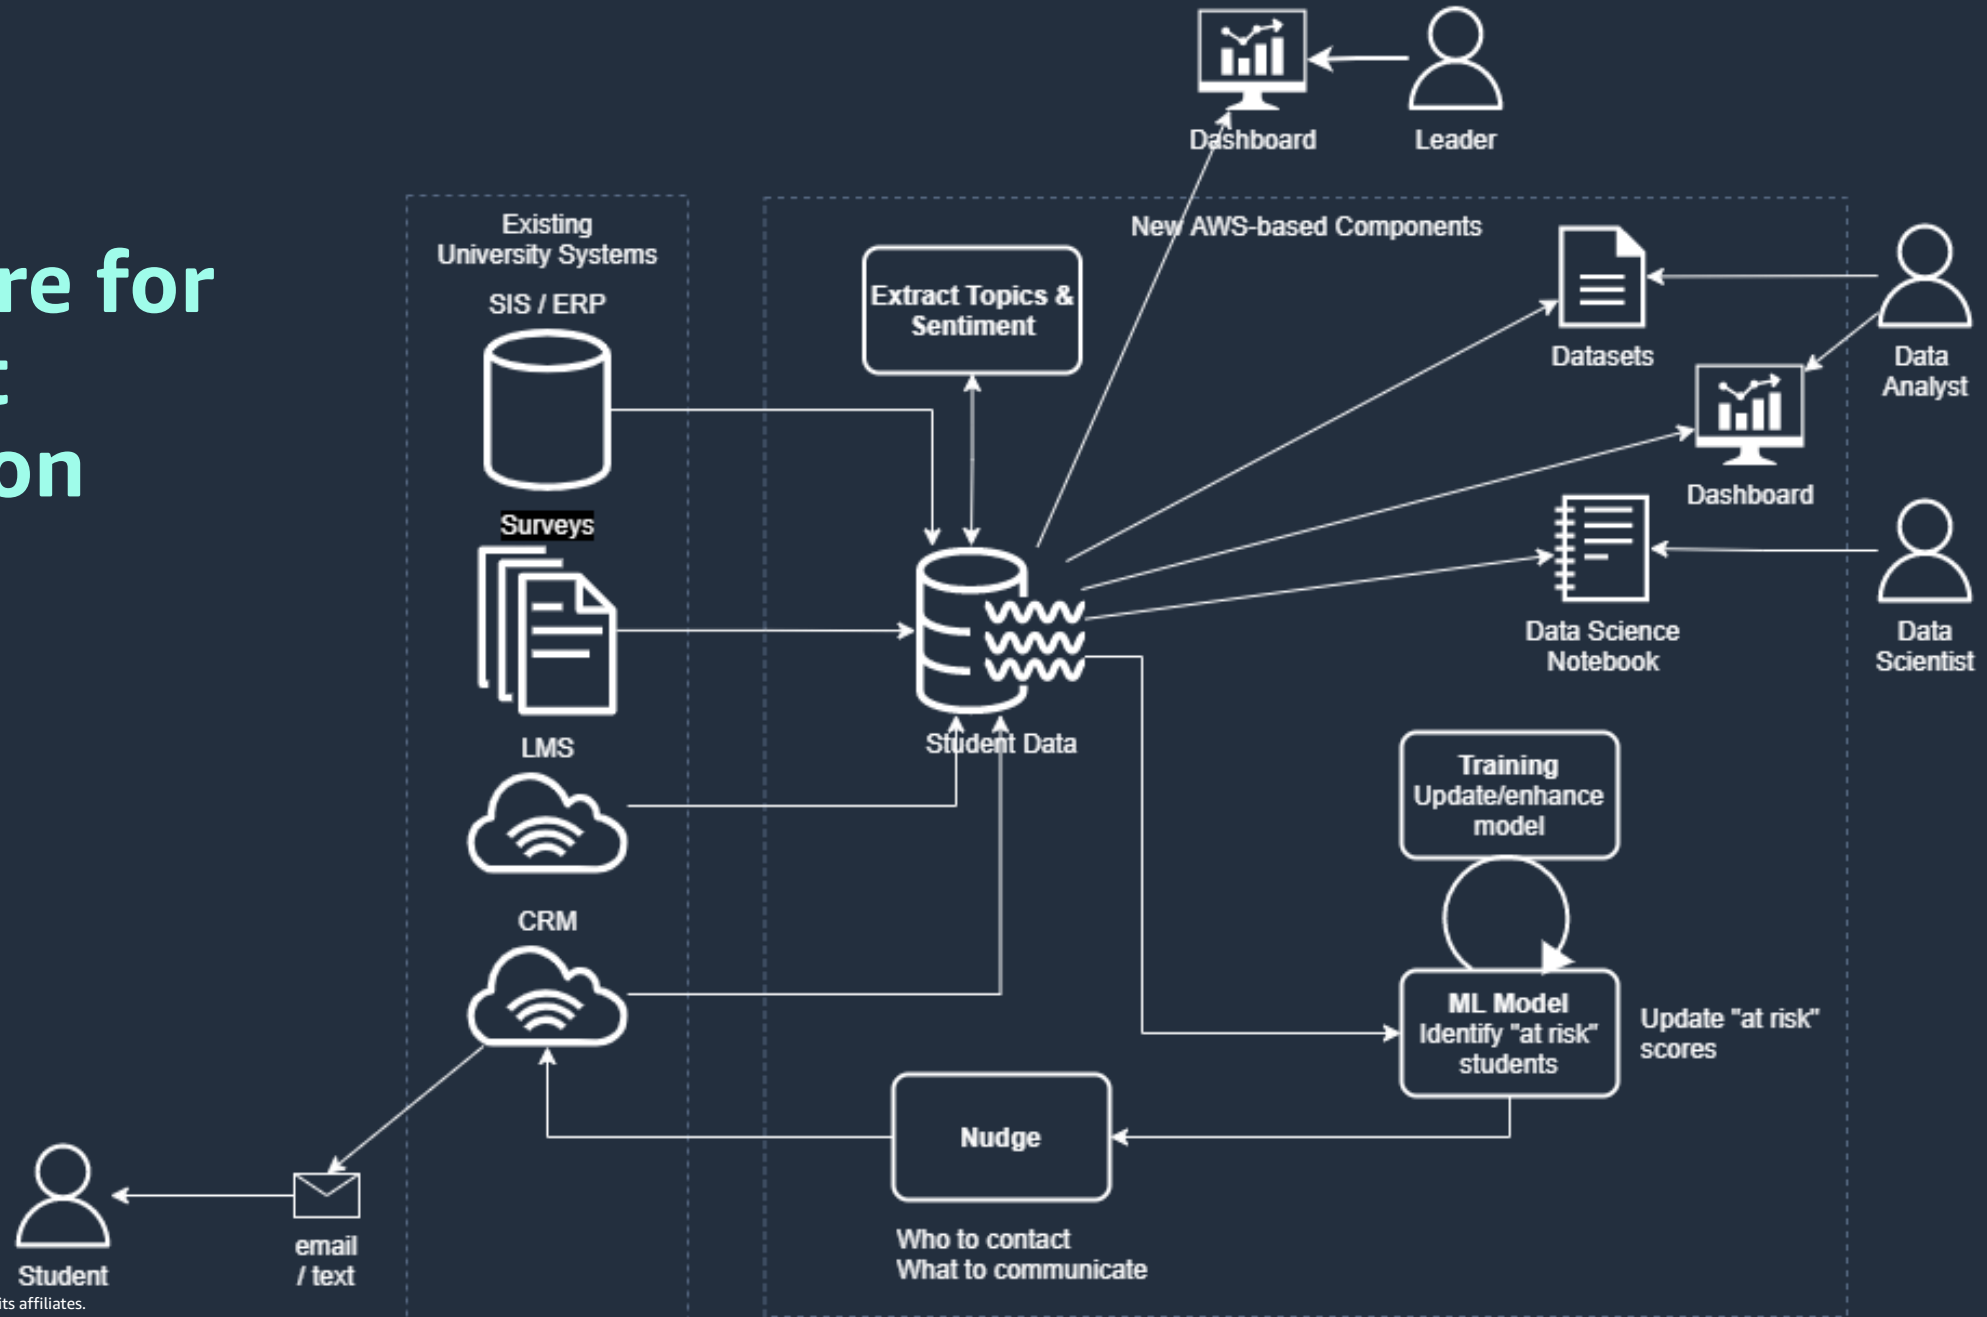 re for
t
on
Dashboard
Leader
Existing
University Systems
SIS / ERP
Surveys
LMS
CRM
New AWS-based Components
Extract Topics &
Sentiment
Datasets
Data
Analyst
Dashboard
Data Science
Notebook
Data
Scientist
Student Data
Training
Update/enhance
model
ML Model
Identify "at risk"
students
Update "at risk"
scores
Nudge
Who to contact
What to communicate
email
/ text
Student
its affiliates.